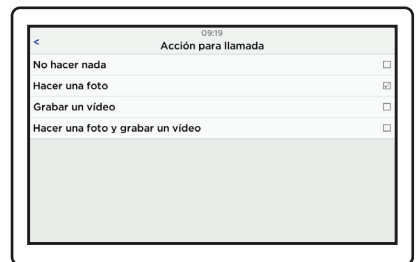 09:19
<
Acción para llamada
No hacer nada
Hacer una foto
Grabar un vídeo
Hacer una foto y grabar un vídeo